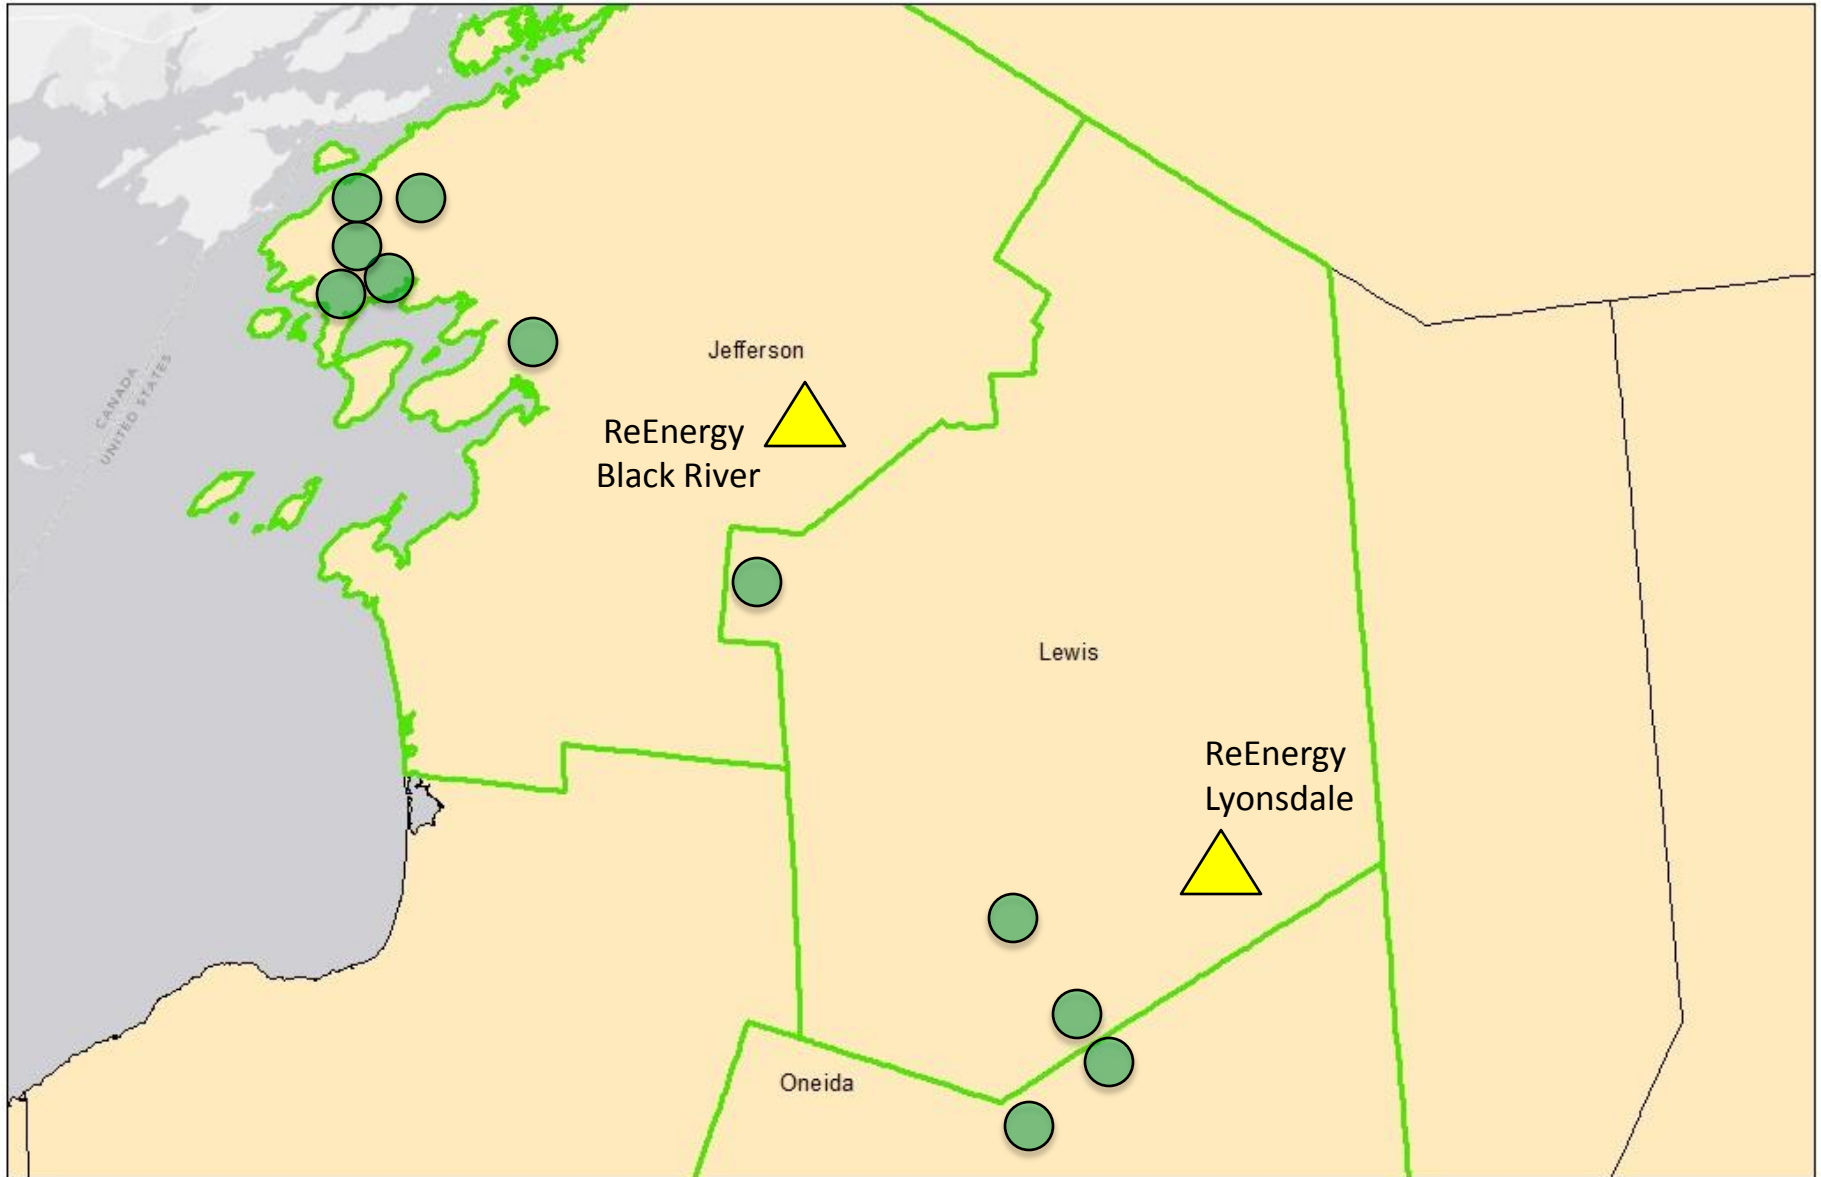 Jefferson
CANADA
UNITED STATES
ReEnergy
Black River
Lewis
ReEnergy
Lyonsdale
Oneida